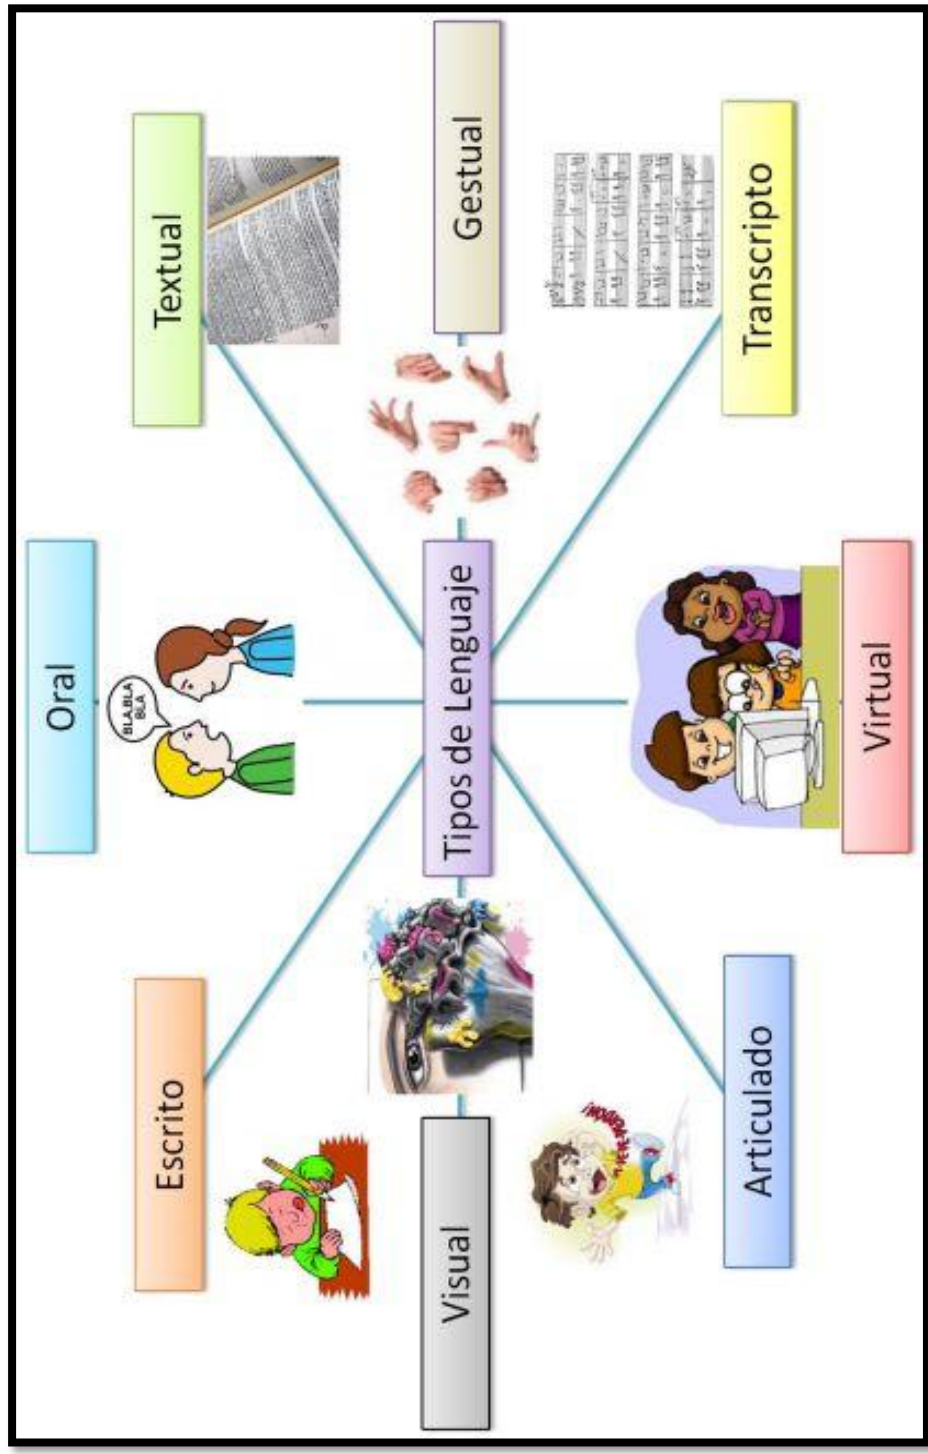 Oral
Escrito
Textual
BLA,BLA
BLA
Visual
Tipos de Lenguaje
Gestual
Articulado
Transcripto
Virtual